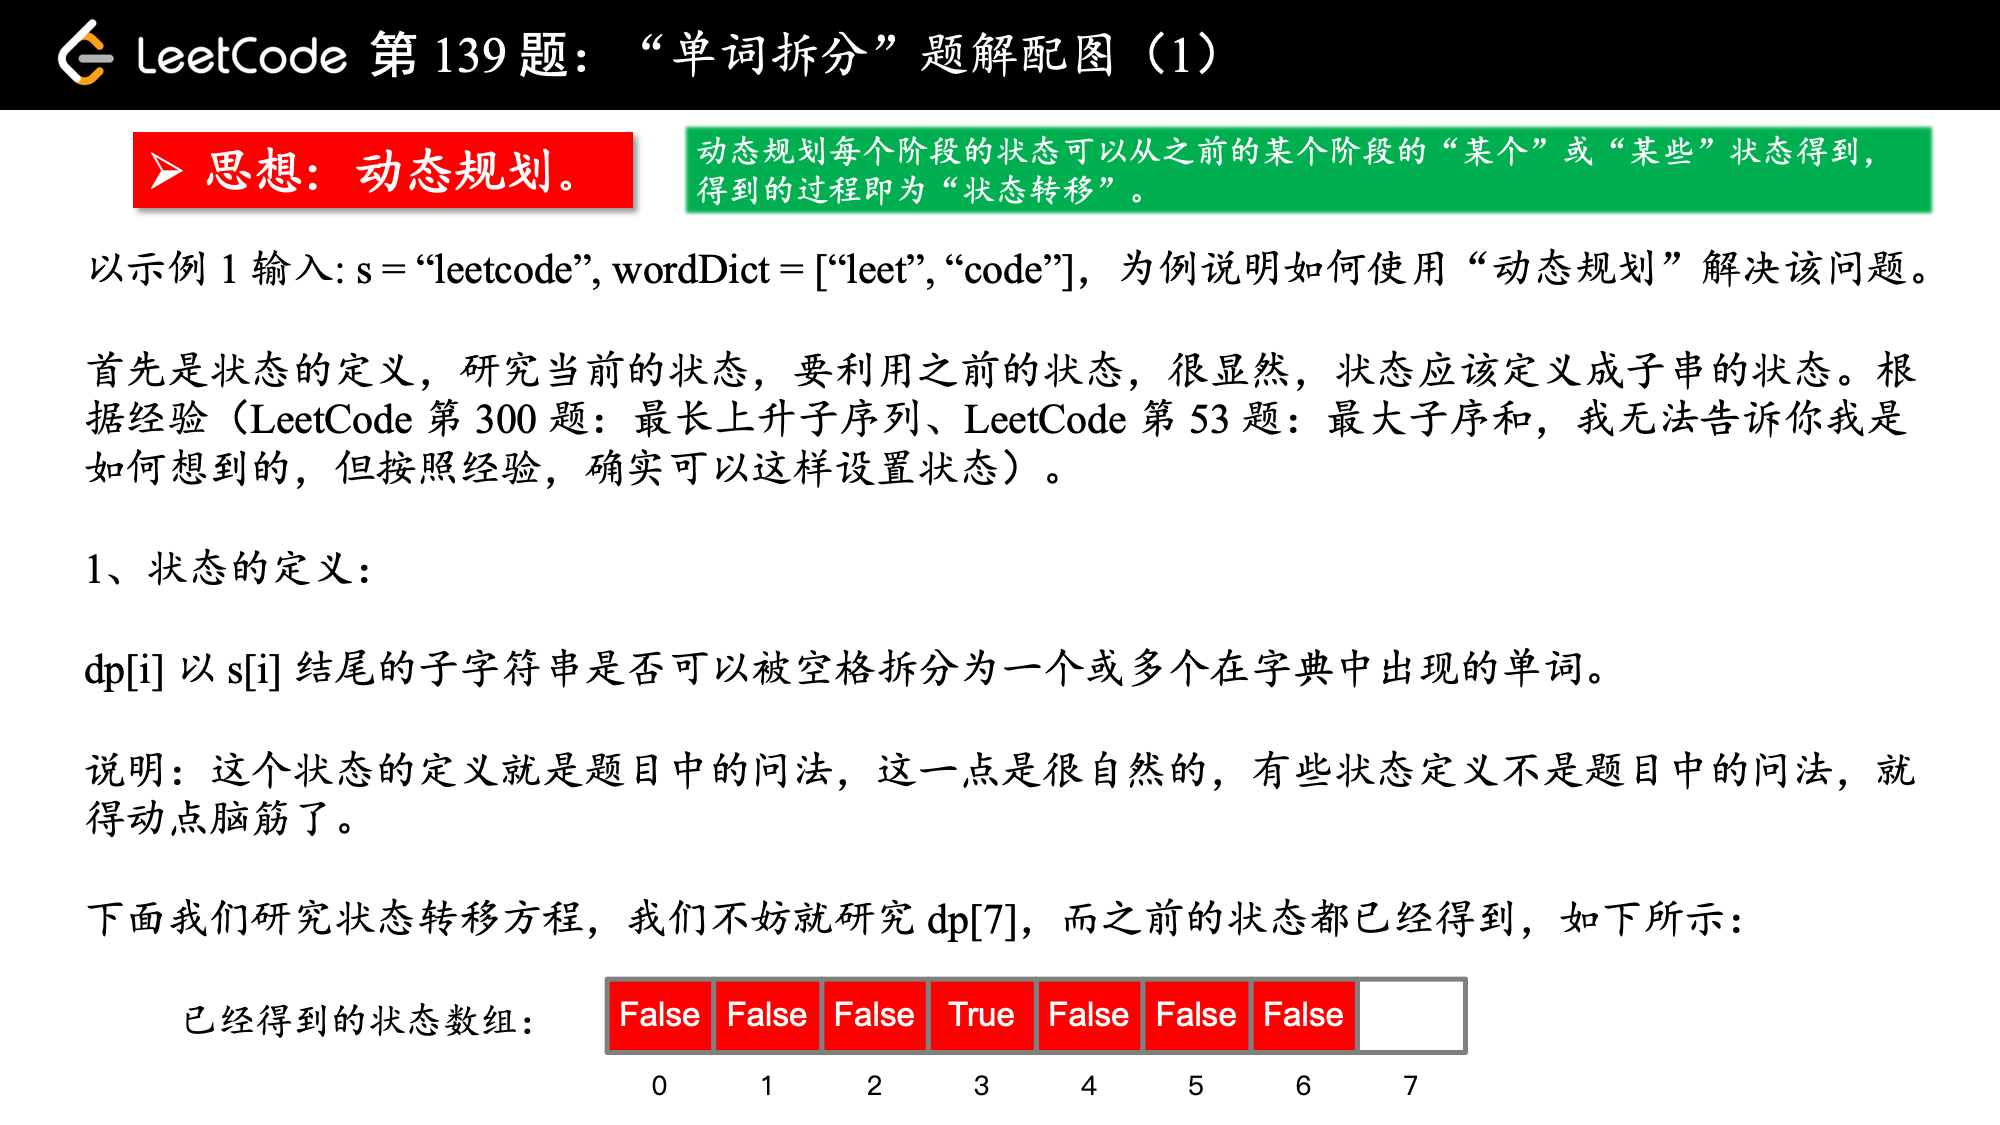 LeetCode 第 139 题：“单词拆分”题解配图（1）
➢ 思想：动态规划。
动态规划每个阶段的状态可以从之前的某个阶段的“某个”或“某些”状态得到，
得到的过程即为“状态转移”。
以示例 1 输入: s = “leetcode”, wordDict = [“leet”, “code”]，为例说明如何使用“动态规划”解决该问题。
首先是状态的定义，研究当前的状态，要利用之前的状态，很显然，状态应该定义成子串的状态。根
据经验（LeetCode 第 300 题：最长上升子序列、LeetCode 第 53 题：最大子序和，我无法告诉你我是
如何想到的，但按照经验，确实可以这样设置状态）。
1、状态的定义：
dp[i] 以 s[i] 结尾的子字符串是否可以被空格拆分为一个或多个在字典中出现的单词。
说明：这个状态的定义就是题目中的问法，这一点是很自然的，有些状态定义不是题目中的问法，就
得动点脑筋了。
下面我们研究状态转移方程，我们不妨就研究 dp[7]，而之前的状态都已经得到，如下所示：
已经得到的状态数组： False False False True False False False
0 1 2 3 4 5 6 7